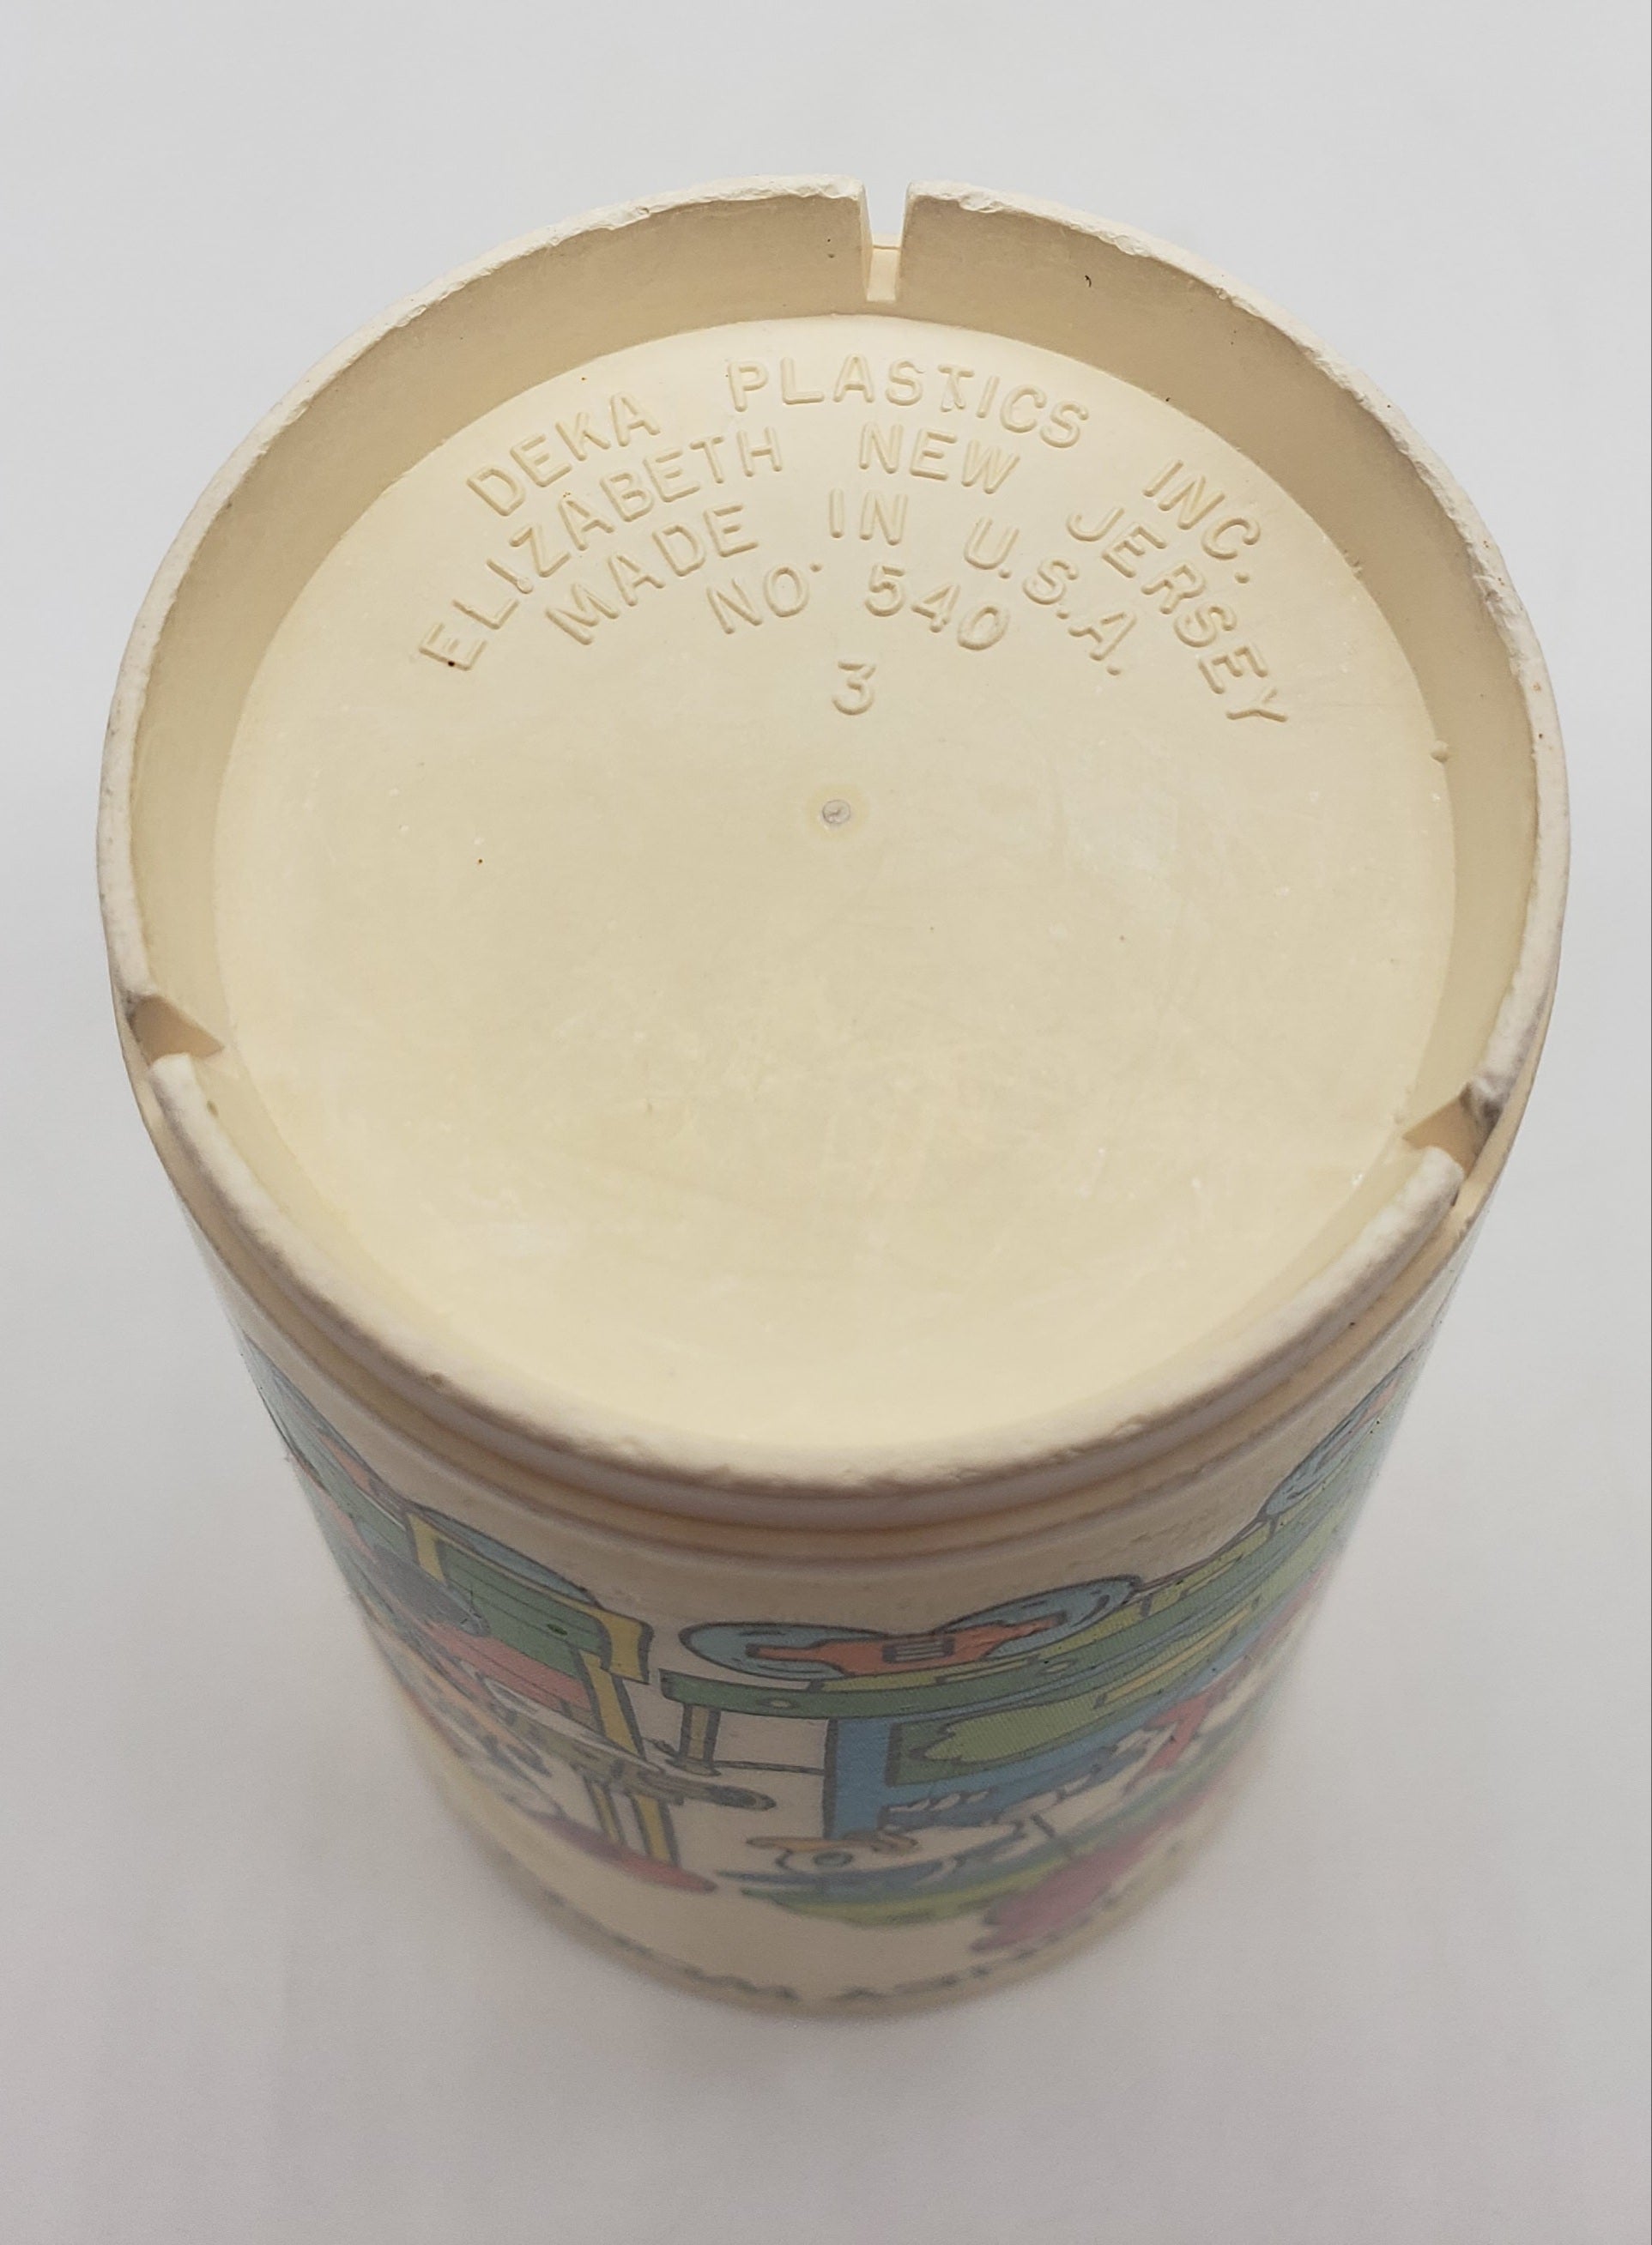 DEKA PLASTICS INC.
ELIZABETH NEW JERSEY
MADE IN U.S.A.
NO. 540
3